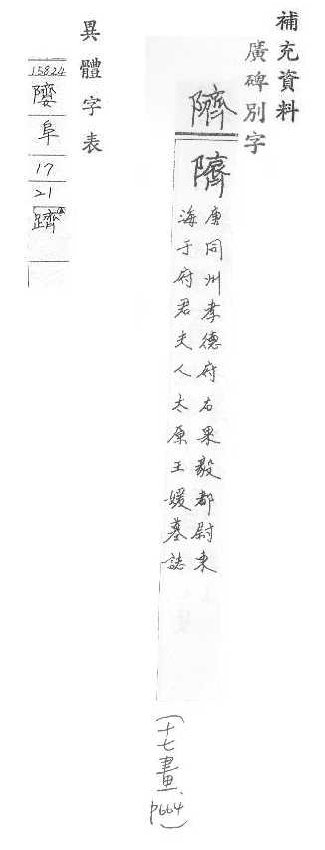 補充資料
廣碑別字
隮
隮
唐同州孝德府右果毅都尉東
海于府君夫人太原王媛墓誌
(十七畫、P664)
異體字表
15824
阜
17
21
躋